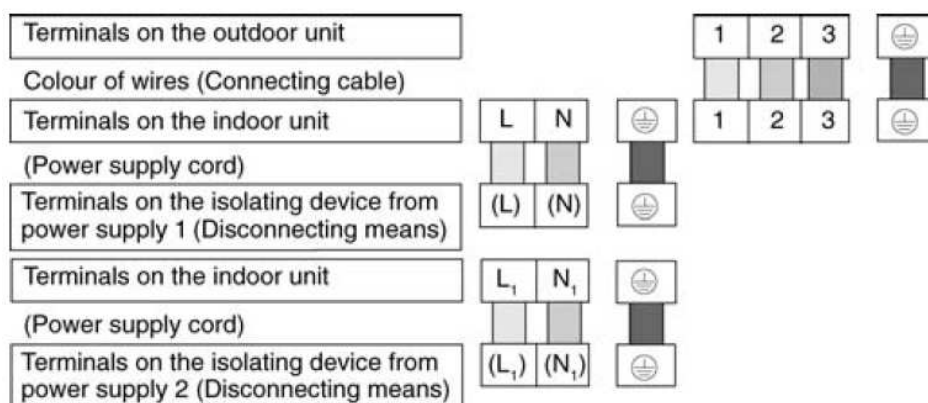 Terminals on the outdoor unit 1 2 3 ⏚
Colour of wires (Connecting cable)
Terminals on the indoor unit L N ⏚ 1 2 3 ⏚
(Power supply cord)
Terminals on the isolating device from
power supply 1 (Disconnecting means) (L) (N) ⏚
Terminals on the indoor unit L₁ N₁ ⏚
(Power supply cord)
Terminals on the isolating device from
power supply 2 (Disconnecting means) (L₁) (N₁) ⏚